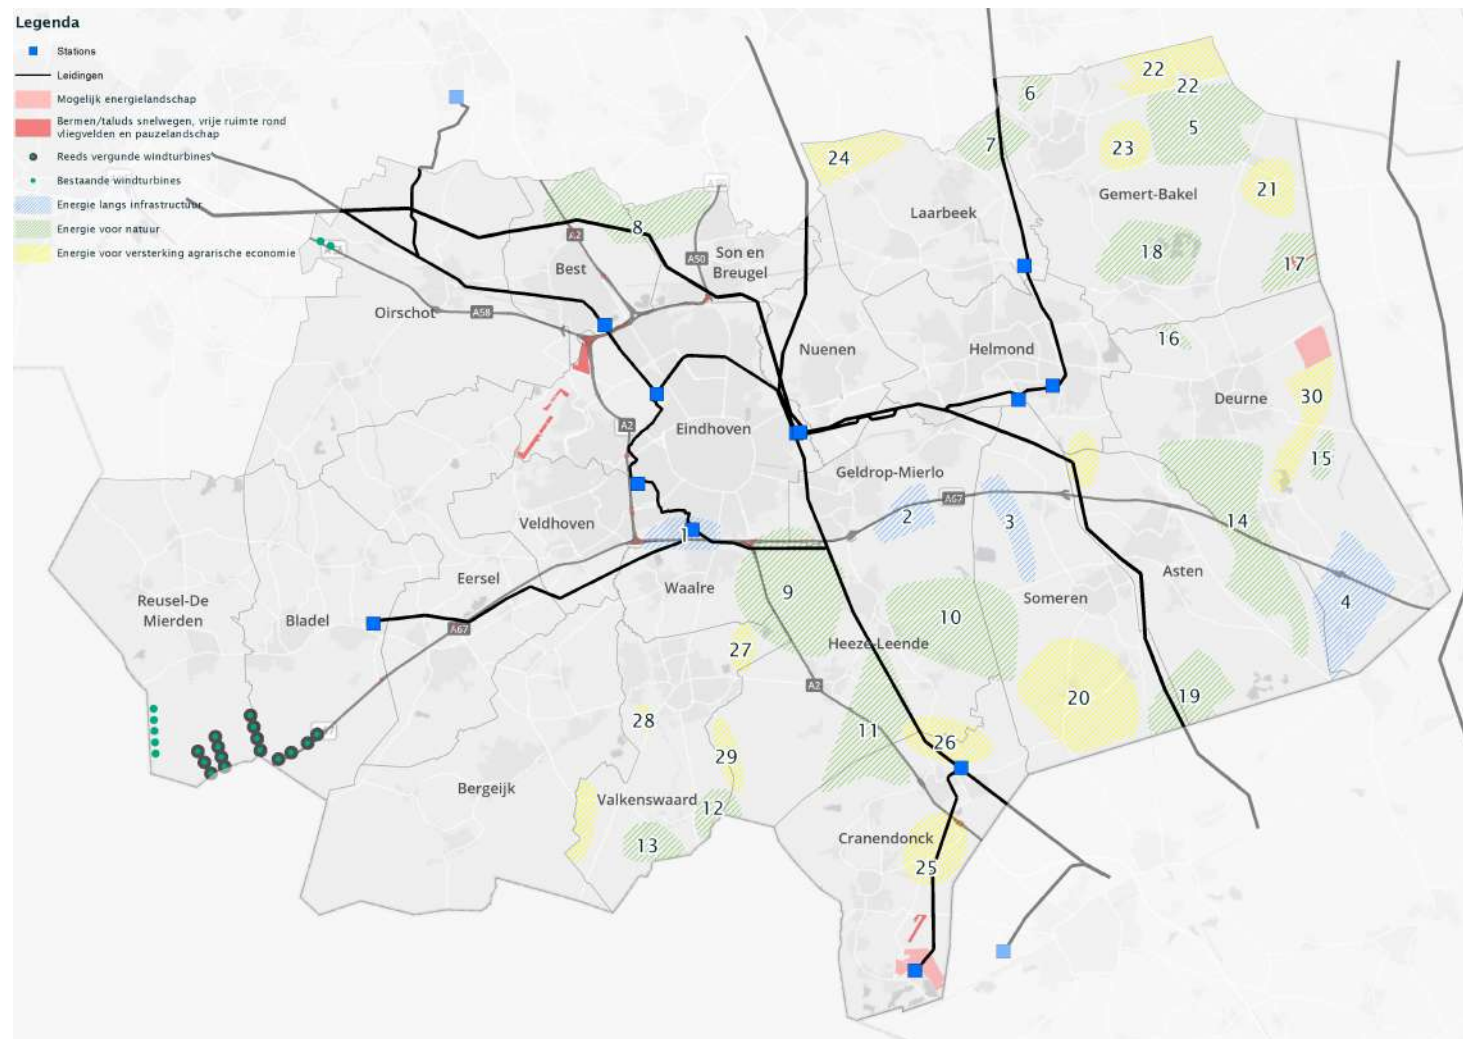 Legenda
Stations
Leidingen
Mogelijk energielandschap
Bermen/taluds snelwegen, vrije ruimte rond
vliegvelden en pauzelandschap
Reeds vergunde windturbines
Bestaande windturbines
Energie langs infrastructuur
Energie voor natuur
Energie voor versterking agrarische economie
22
22
6
5
7
23
24
21
Gemert-Bakel
Laarbeek
8
A2
18
Son en
Breugel
A50
Best
17
Oirschot
A58
16
Nuenen
Helmond
30
Deurne
A2
Eindhoven
15
Geldrop-Mierlo
A67
2
3
14
Veldhoven
1
Asten
Eersel
Waalre
9
Someren
4
Reusel-De
Mierden
Bladel
10
A67
Heeze-Leende
27
A2
20
19
28
11
26
29
Bergeijk
Valkenswaard
12
Cranendonck
13
25